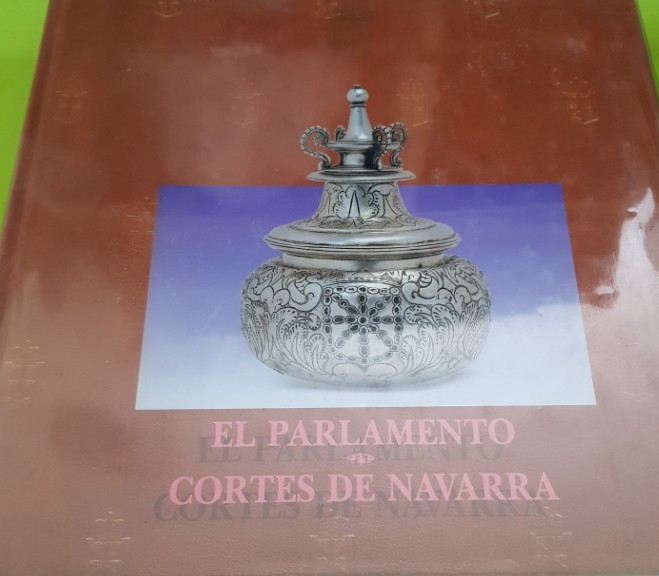 EL PARLAMENTO
CORTES DE NAVARRA